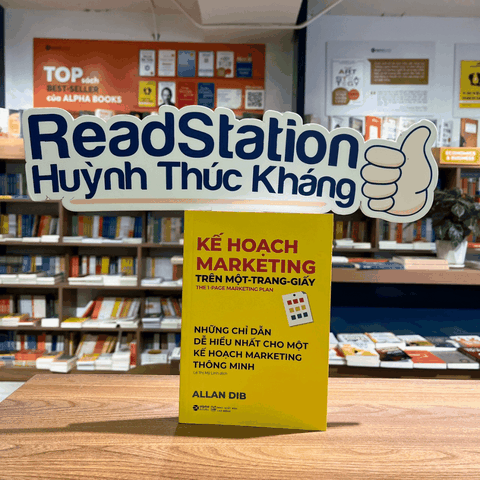 TOP sách
BEST-SELLER
của ALPHA BOOKS
ReadStation
Huỳnh Thúc Kháng
KẾ HOẠCH
MARKETING
TRÊN MỘT-TRANG-GIẤY
THE 1-PAGE MARKETING PLAN
NHỮNG CHỈ DẪN
DỄ HIỂU NHẤT CHO MỘT
KẾ HOẠCH MARKETING
THÔNG MINH
ALLAN DIB